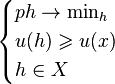 ph → min_h
u(h) ⩾ u(x)
h ∈ X